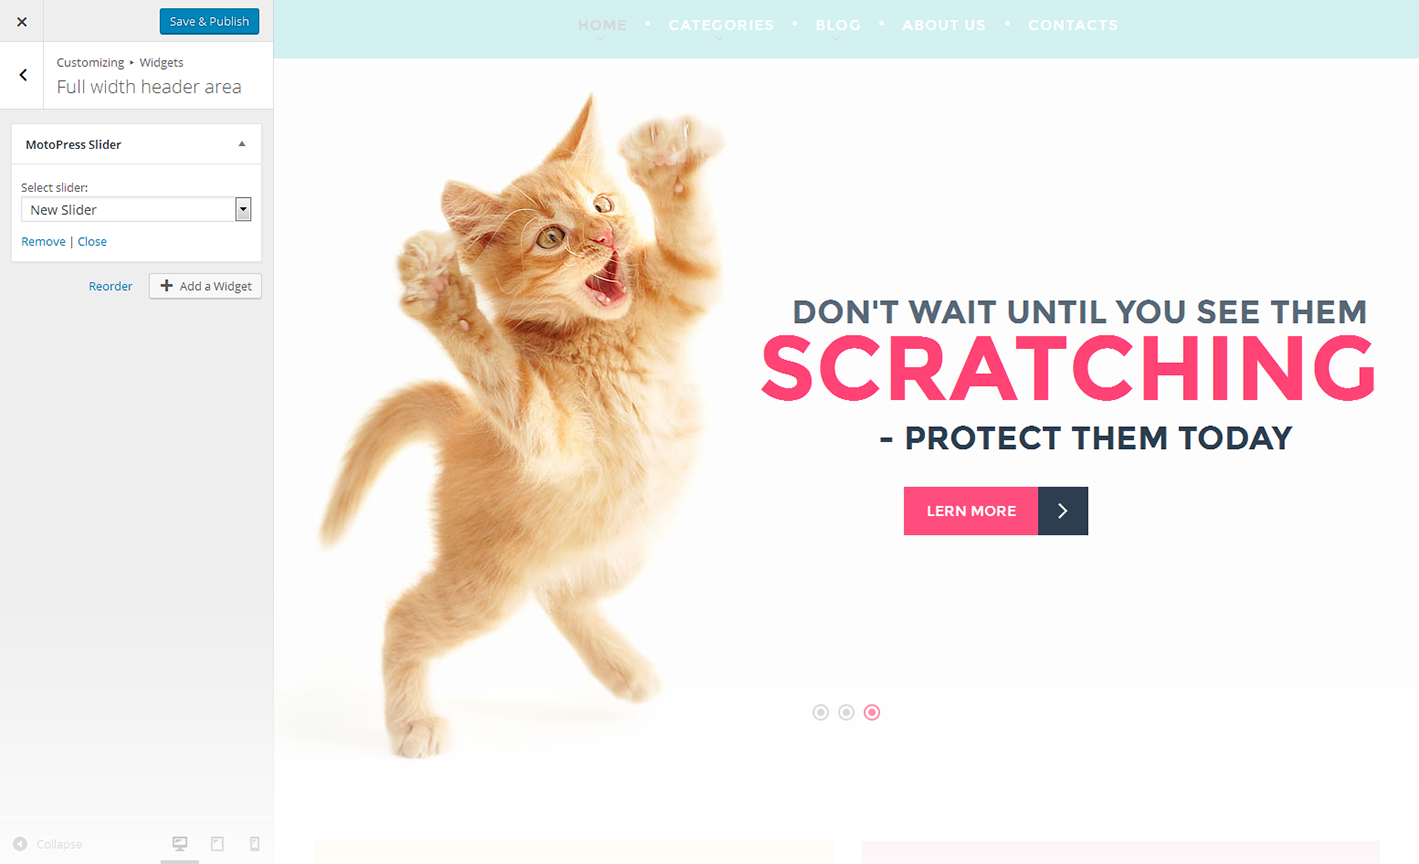 Save & Publish
Customizing ▸ Widgets
Full width header area
MotoPress Slider
Select slider:
New Slider
Remove | Close
Reorder
Add a Widget
Collapse
HOME • CATEGORIES • BLOG • ABOUT US • CONTACTS
DON'T WAIT UNTIL YOU SEE THEM
SCRATCHING
- PROTECT THEM TODAY
LERN MORE